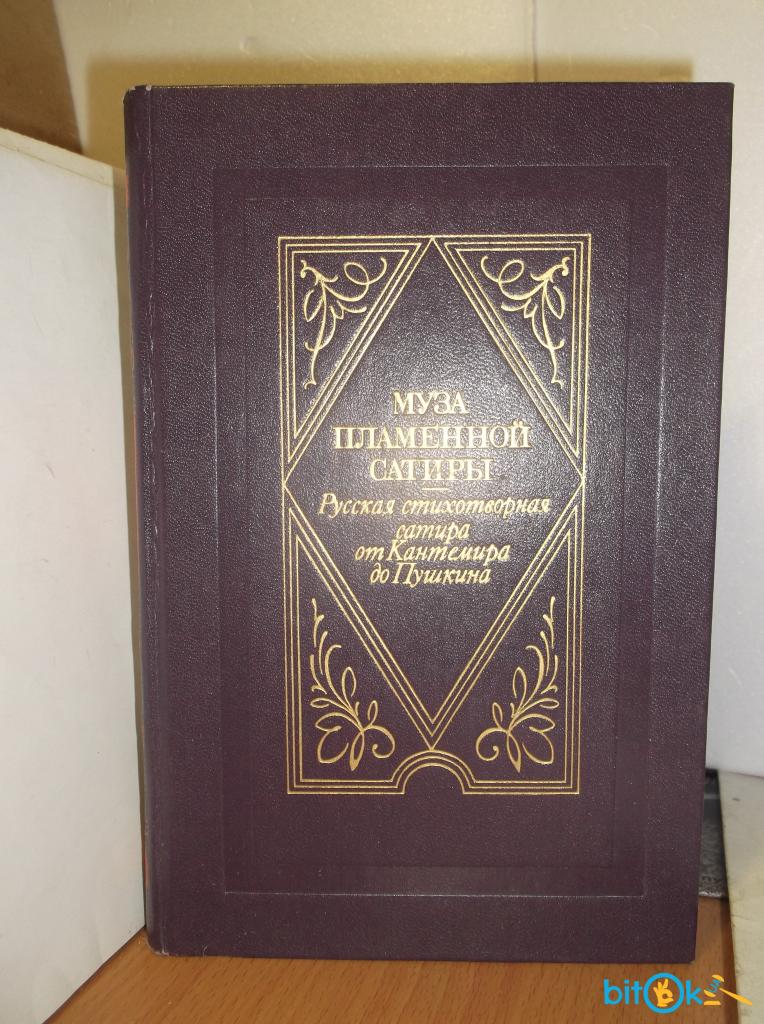 МУЗА
ПЛАМЕННОЙ
САТИРЫ
Русская стихотворная
сатира
от Кантемира
до Пушкина
bitOk